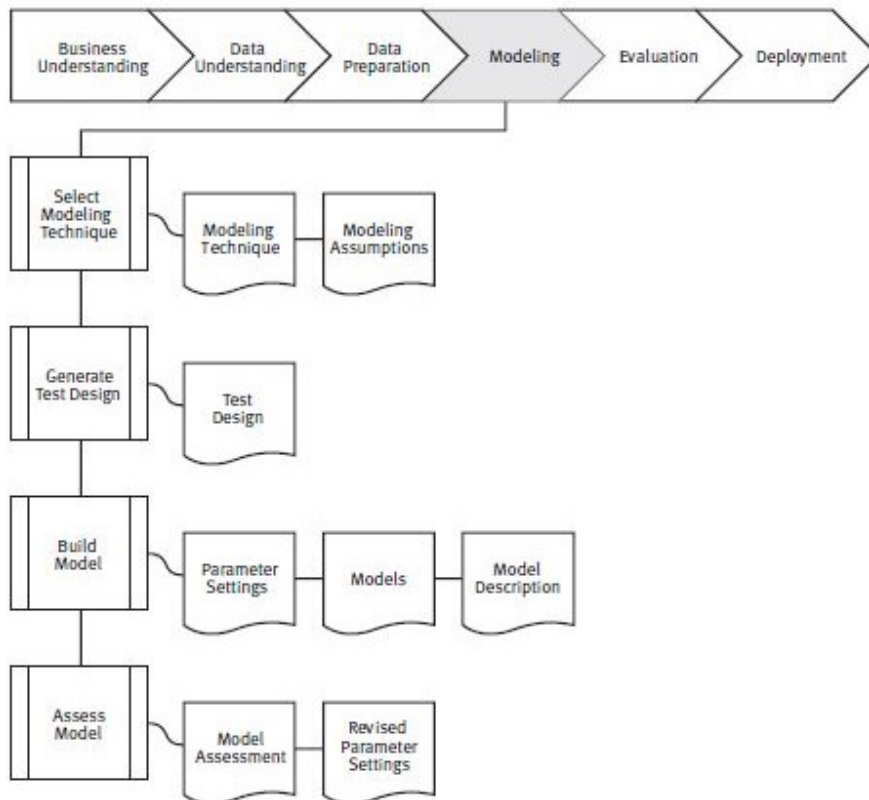 Business
Understanding
Data
Understanding
Data
Preparation
Modeling
Evaluation
Deployment
Select
Modeling
Technique
Modeling
Technique
Modeling
Assumptions
Generate
Test Design
Test
Design
Build
Model
Parameter
Settings
Models
Model
Description
Assess
Model
Model
Assessment
Revised
Parameter
Settings